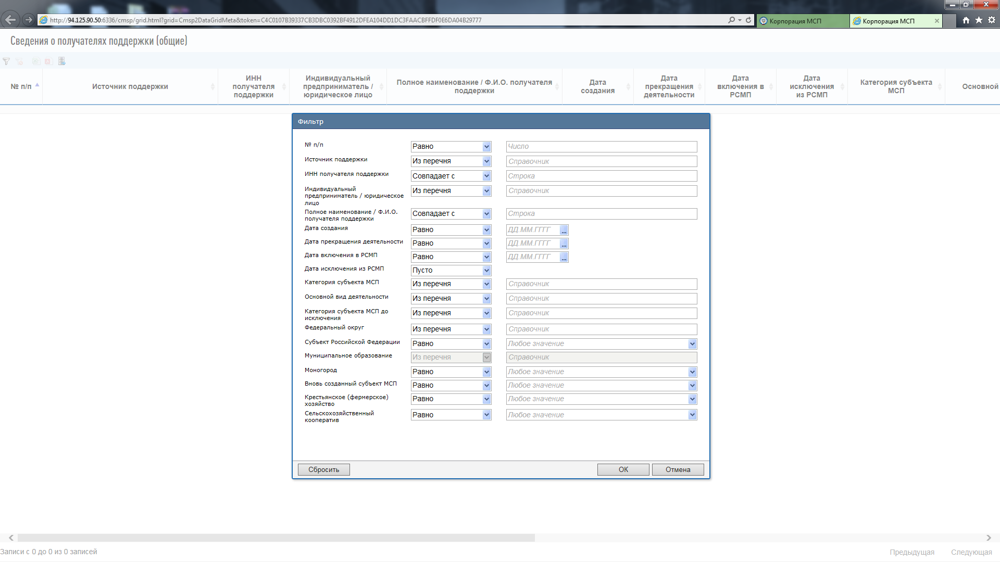 http://94.125.90.50:6336/cmsp/grid.html?grid=Cmsp2DataGridMeta&token=C4C0107B39337CB3DBC0392BF4912DFEA104DD1DC3FAACBFFDF0E6DA04B29777
Корпорация МСП
Корпорация МСП
Сведения о получателях поддержки (общие)
№ п/п
Источник поддержки
ИНН
получателя
поддержки
Индивидуальный
предприниматель /
юридическое лицо
Полное наименование / Ф.И.О. получателя
поддержки
Дата
создания
Дата
прекращения
деятельности
Дата
включения в
РСМП
Дата
исключения
из РСМП
Категория субъекта
МСП
Основной
Фильтр
№ п/п
Равно
Число
Источник поддержки
Из перечня
Справочник
ИНН получателя поддержки
Совпадает с
Строка
Индивидуальный
предприниматель / юридическое
лицо
Из перечня
Справочник
Полное наименование / Ф.И.О.
получателя поддержки
Совпадает с
Строка
Дата создания
Равно
ДД.ММ.ГГГГ
...
Дата прекращения деятельности
Равно
ДД.ММ.ГГГГ
...
Дата включения в РСМП
Равно
ДД.ММ.ГГГГ
...
Дата исключения из РСМП
Пусто
Категория субъекта МСП
Из перечня
Справочник
Основной вид деятельности
Из перечня
Справочник
Категория субъекта МСП до
исключения
Из перечня
Справочник
Федеральный округ
Из перечня
Справочник
Субъект Российской Федерации
Равно
Любое значение
Муниципальное образование
Из перечня
Справочник
Моногород
Равно
Любое значение
Вновь созданный субъект МСП
Равно
Любое значение
Крестьянское (фермерское)
хозяйство
Равно
Любое значение
Сельскохозяйственный
кооператив
Равно
Любое значение
Сбросить
ОК
Отмена
Записи с 0 до 0 из 0 записей
Предыдущая
Следующая